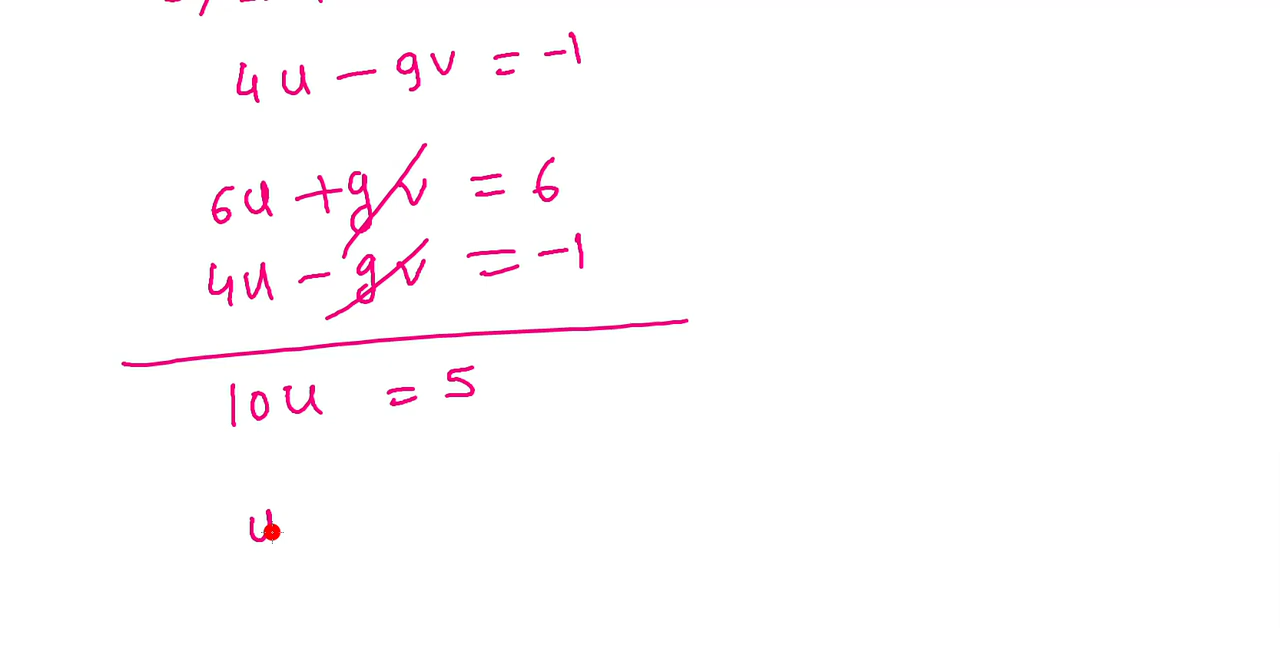 4u - 9v = -1
6u + 9v = 6
4u - 9v = -1
10u = 5
u